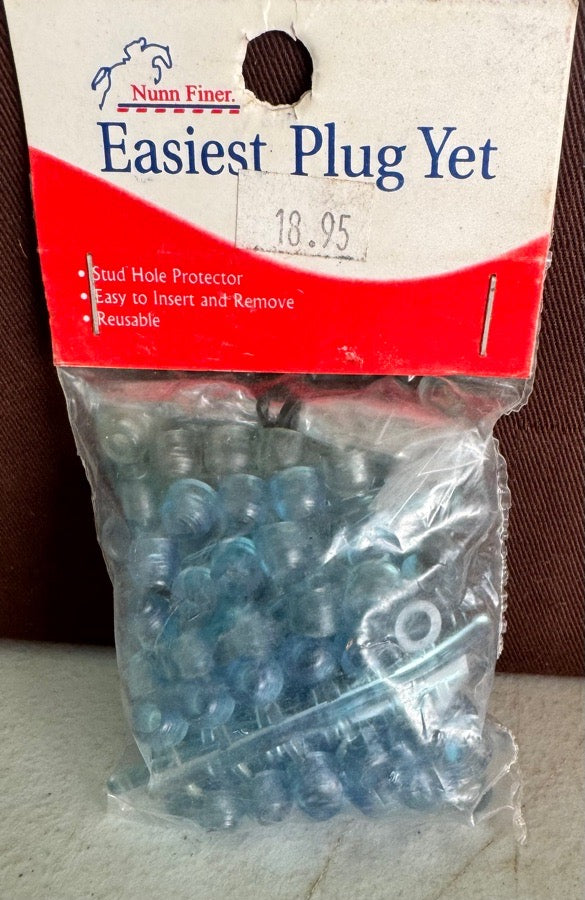 Nunn Finer.
Easiest Plug Yet
18.95
• Stud Hole Protector
• Easy to Insert and Remove
• Reusable